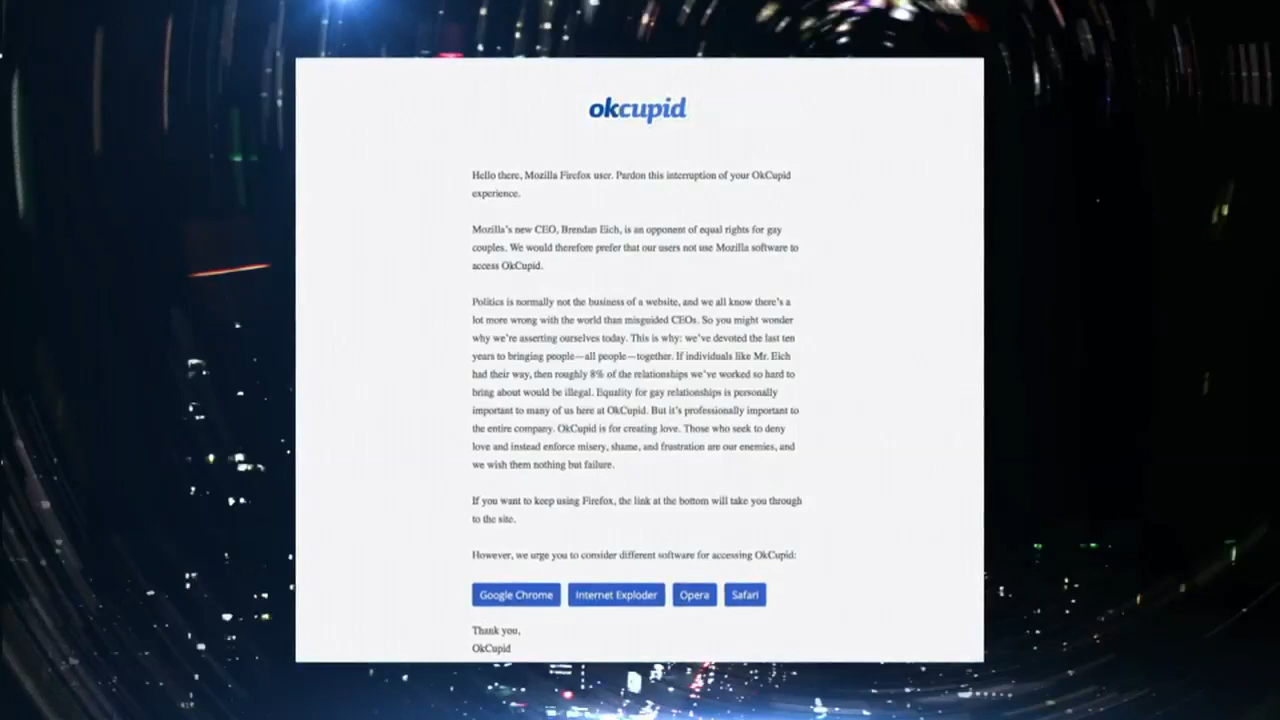 okcupid
Hello there, Mozilla Firefox user. Pardon this interruption of your OkCupid
experience.
Mozilla's new CEO, Brendan Eich, is an opponent of equal rights for gay
couples. We would therefore prefer that our users not use Mozilla software to
access OkCupid.
Politics is normally not the business of a website, and we all know there's a
lot more wrong with the world than misguided CEOs. So you might wonder
why we're asserting ourselves today. This is why: we've devoted the last ten
years to bringing people—all people—together. If individuals like Mr. Eich
had their way, then roughly 8% of the relationships we've worked so hard to
bring about would be illegal. Equality for gay relationships is personally
important to many of us here at OkCupid. But it's professionally important to
the entire company. OkCupid is for creating love. Those who seek to deny
love and instead enforce misery, shame, and frustration are our enemies, and
we wish them nothing but failure.
If you want to keep using Firefox, the link at the bottom will take you through
to the site.
However, we urge you to consider different software for accessing OkCupid:
Google Chrome Internet Exploder Opera Safari
Thank you,
OkCupid